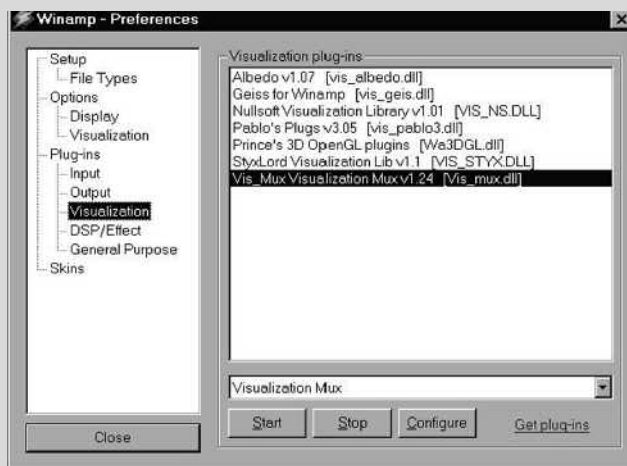 Winamp - Preferences
Setup
File Types
Options
Display
Visualization
Plug-ins
Input
Output
Visualization
DSP/Effect
General Purpose
Skins
Close
Visualization plug-ins
Albedo v1.07 [vis_albedo.dll]
Geiss for Winamp [vis_geis.dll]
Nullsoft Visualization Library v1.01 [VIS_NS.DLL]
Pablo's Plugs v3.05 [vis_pablo3.dll]
Prince's 3D OpenGL plugins [Wa3DGL.dll]
StyxLord Visualization Lib v1.1 [VIS_STYX.DLL]
Vis_Mux Visualization Mux v1.24 [Vis_mux.dll]
Visualization Mux
Start Stop Configure Get plug-ins